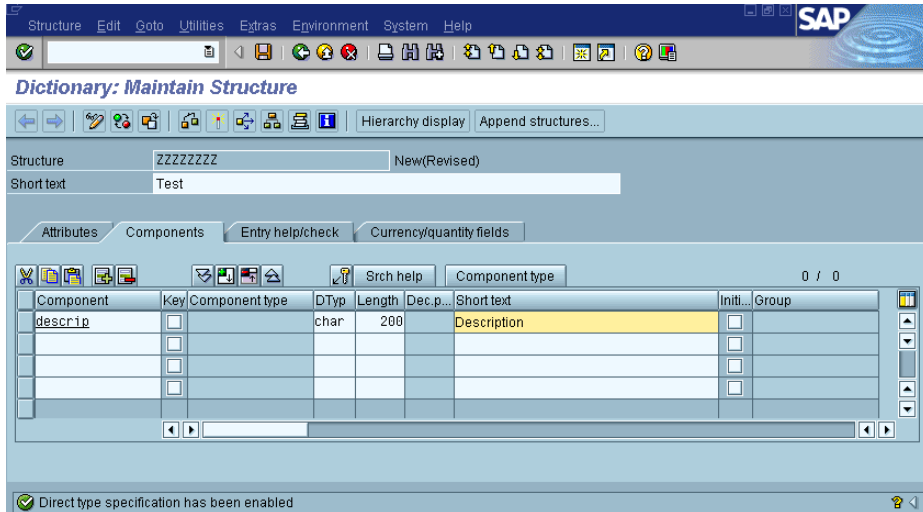 Structure Edit Goto Utilities Extras Environment System Help
SAP
Dictionary: Maintain Structure
Hierarchy display Append structures...
Structure ZZZZZZZZ New(Revised)
Short text Test
Attributes Components Entry help/check Currency/quantity fields
Srch help Component type 0 / 0
Component Key Component type DTyp Length Dec.p... Short text Initi... Group
descrip char 200 Description
Direct type specification has been enabled